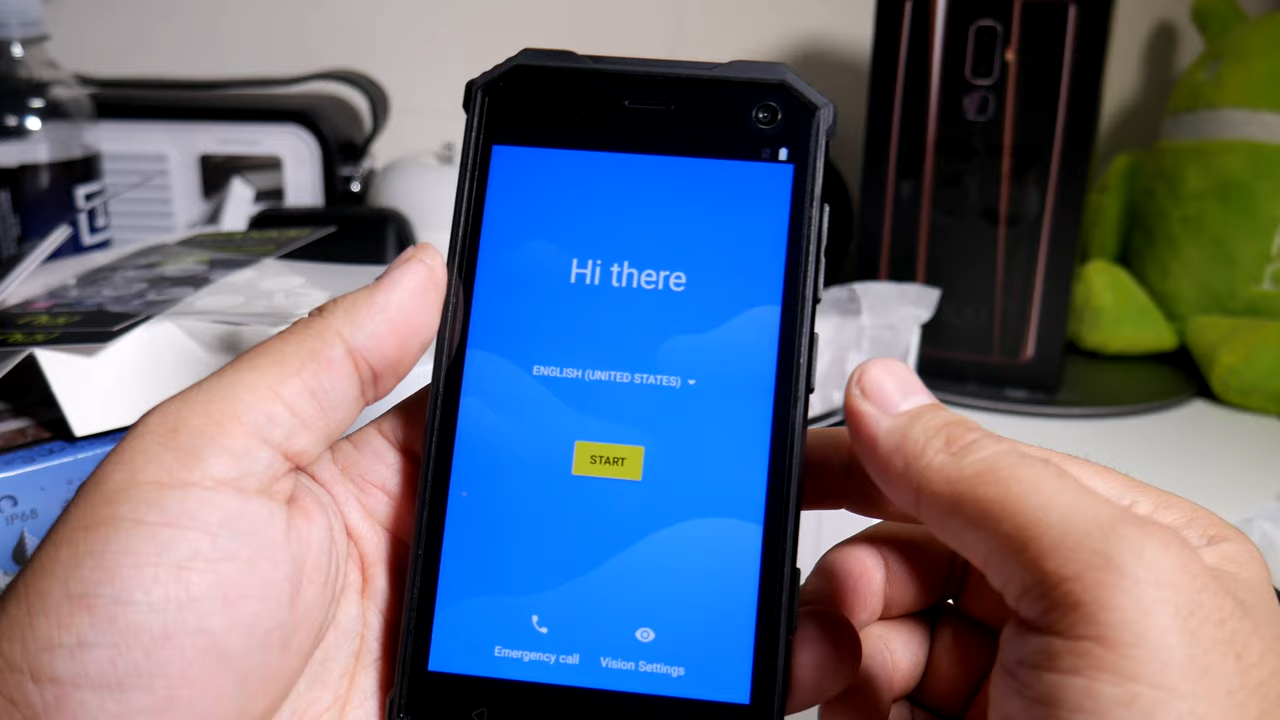 Hi there
ENGLISH (UNITED STATES)
START
Emergency call
Vision Settings
IP68